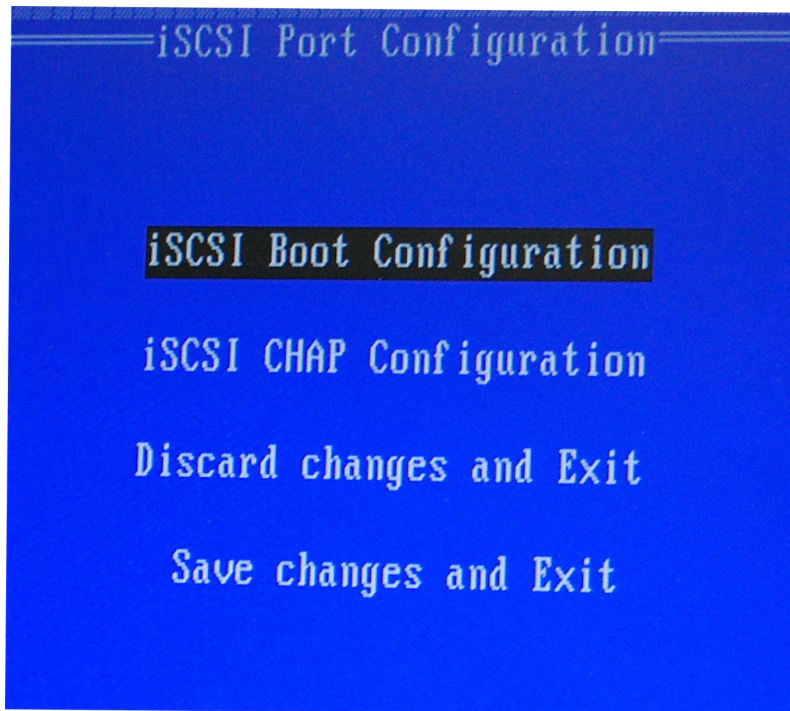 iSCSI Port Configuration
iSCSI Boot Configuration
iSCSI CHAP Configuration
Discard changes and Exit
Save changes and Exit